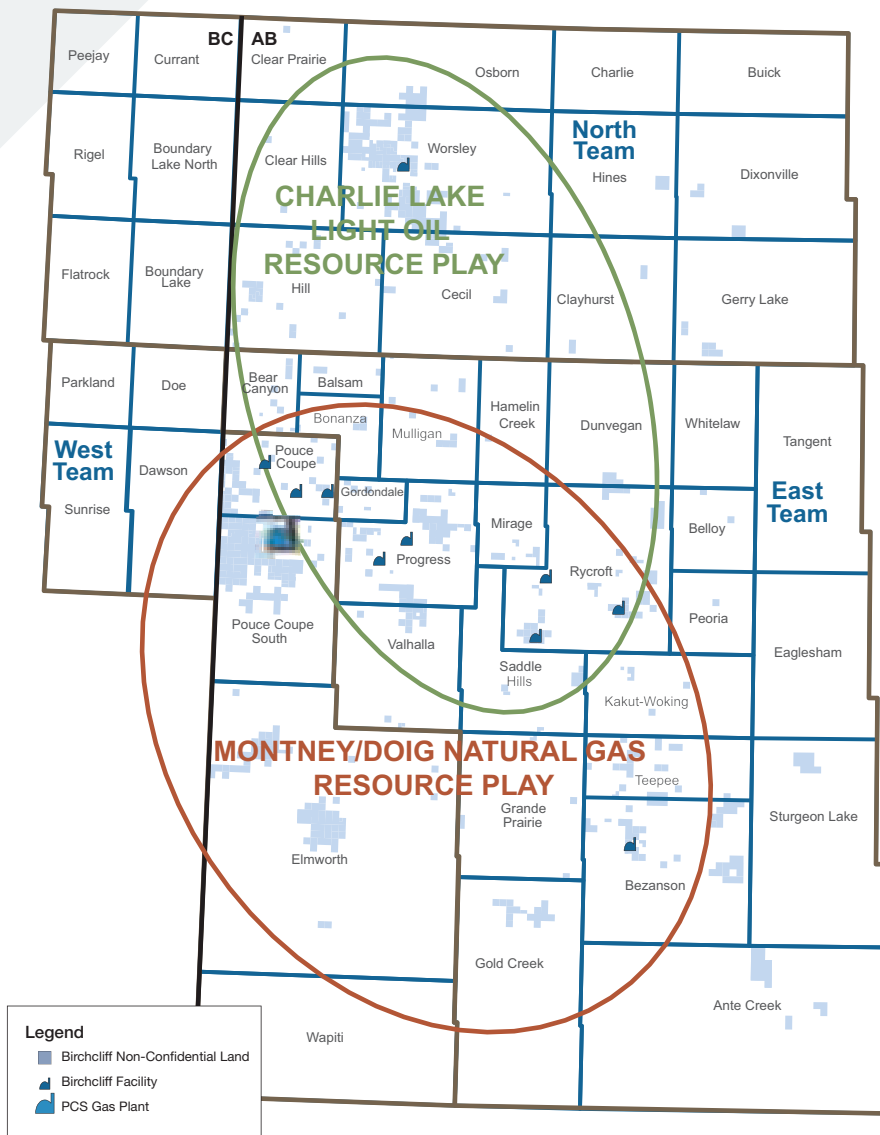 BC AB
Peejay
Currant
Clear Prairie
Osborn
Charlie
Buick
Rigel
Boundary
Lake North
Clear Hills
Worsley
North
Team
Hines
Dixonville
CHARLIE LAKE
LIGHT OIL
RESOURCE PLAY
Flatrock
Boundary
Lake
Hill
Cecil
Clayhurst
Gerry Lake
Parkland
Doe
Bear
Canyon
Balsam
Bonanza
Mulligan
Hamelin
Creek
Dunvegan
Whitelaw
Tangent
West
Team
Dawson
Sunrise
Pouce
Coupe
Gordondale
East
Team
Mirage
Belloy
Progress
Rycroft
Pouce Coupe
South
Valhalla
Saddle
Hills
Peoria
Eaglesham
Kakut-Woking
MONTNEY/DOIG NATURAL GAS
RESOURCE PLAY
Teepee
Grande
Prairie
Sturgeon Lake
Elmworth
Bezanson
Gold Creek
Ante Creek
Wapiti
Legend
Birchcliff Non-Confidential Land
Birchcliff Facility
PCS Gas Plant